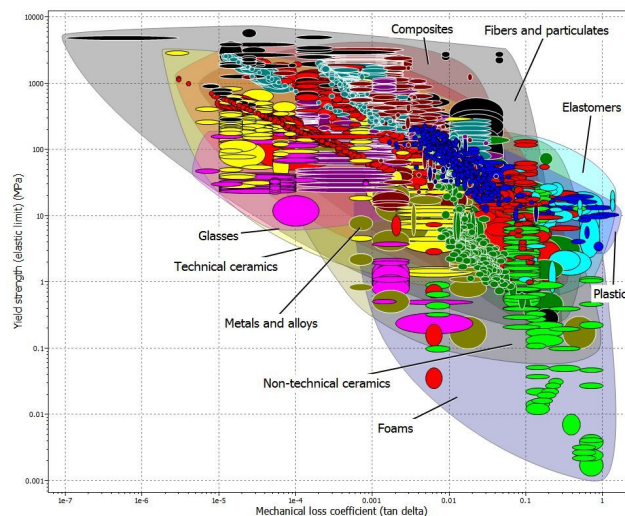 Composites
Fibers and particulates
Elastomers
Glasses
Technical ceramics
Metals and alloys
Plastic
Non-technical ceramics
Foams
Yield strength (elastic limit) (MPa)
10000
1000
100
10
1
0.1
0.01
0.001
1e-7
1e-6
1e-5
1e-4
0.001
0.01
0.1
1
Mechanical loss coefficient (tan delta)